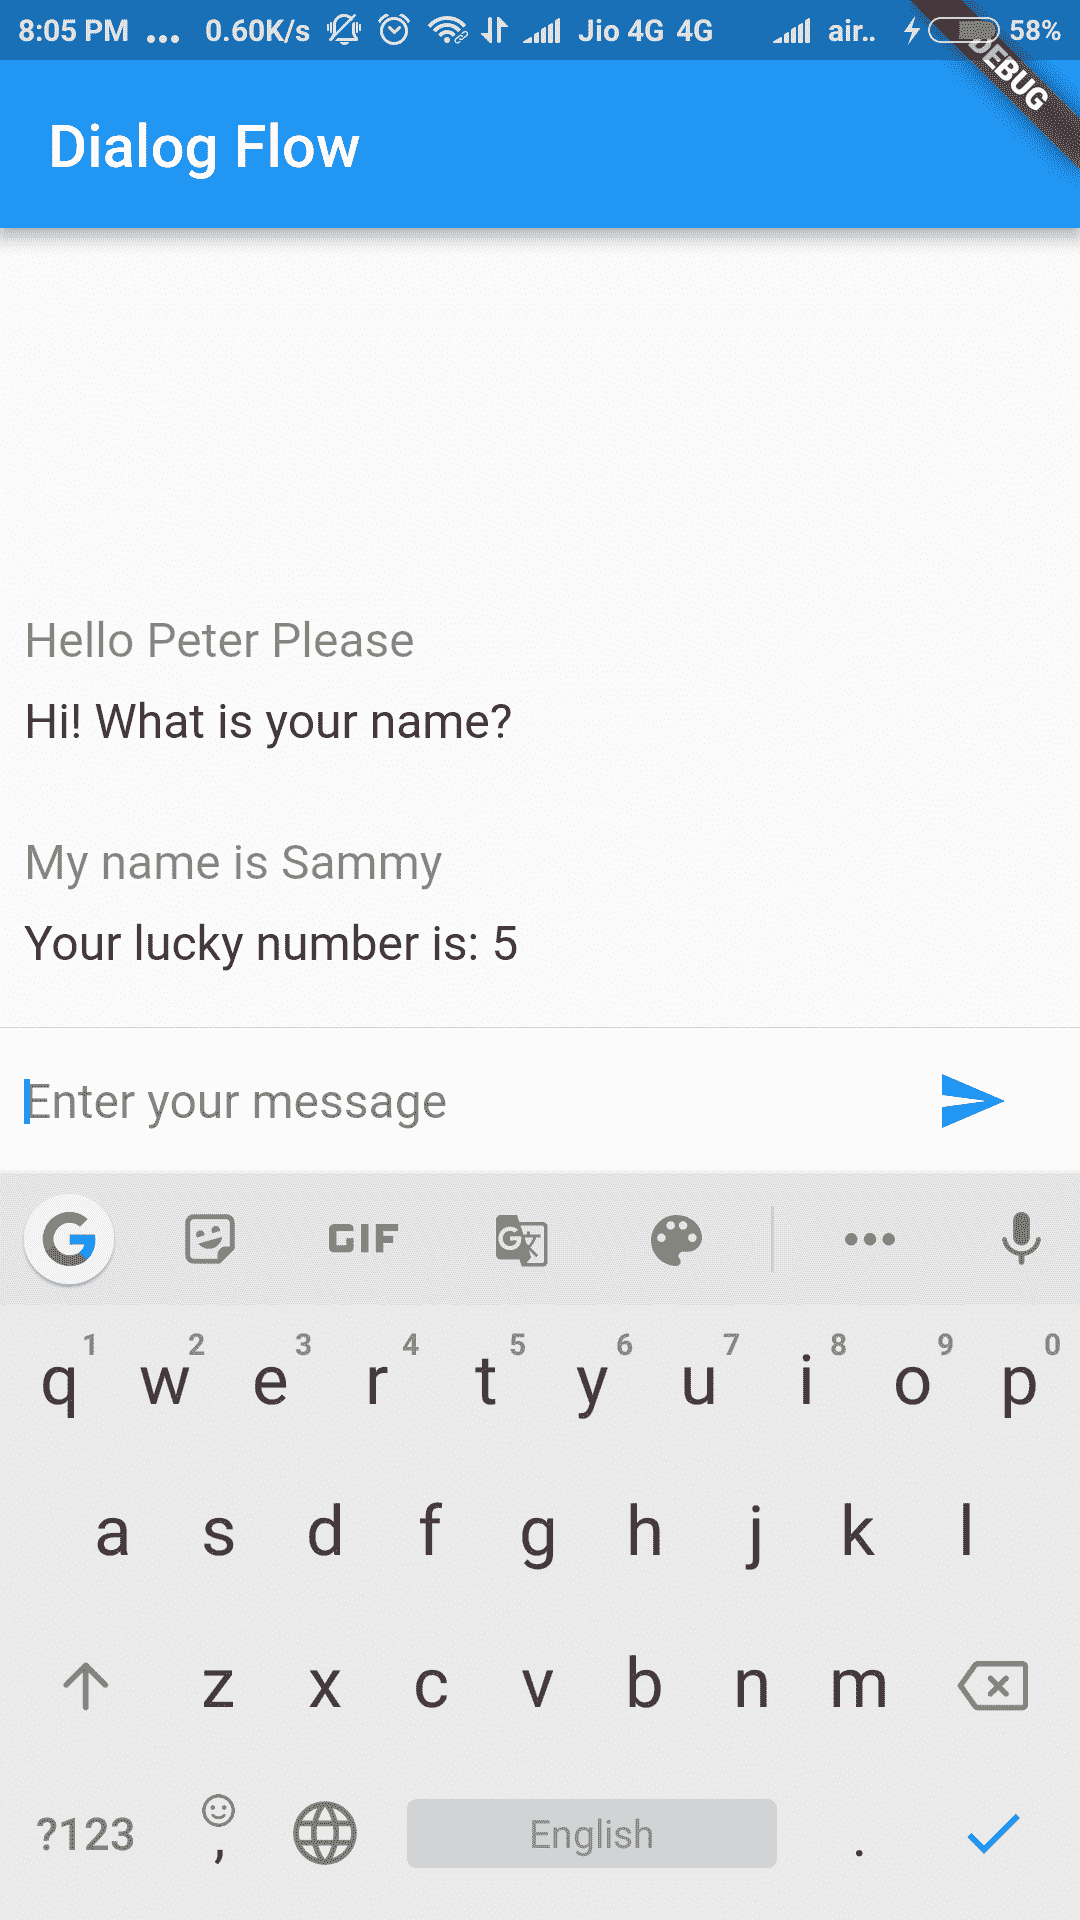 8:05 PM ... 0.60K/s Jio 4G 4G air.. 58%
DEBUG
Dialog Flow
Hello Peter Please
Hi! What is your name?
My name is Sammy
Your lucky number is: 5
Enter your message
G GIF G 文
1 2 3 4 5 6 7 8 9 0
q w e r t y u i o p
a s d f g h j k l
z x c v b n m
?123 , English .